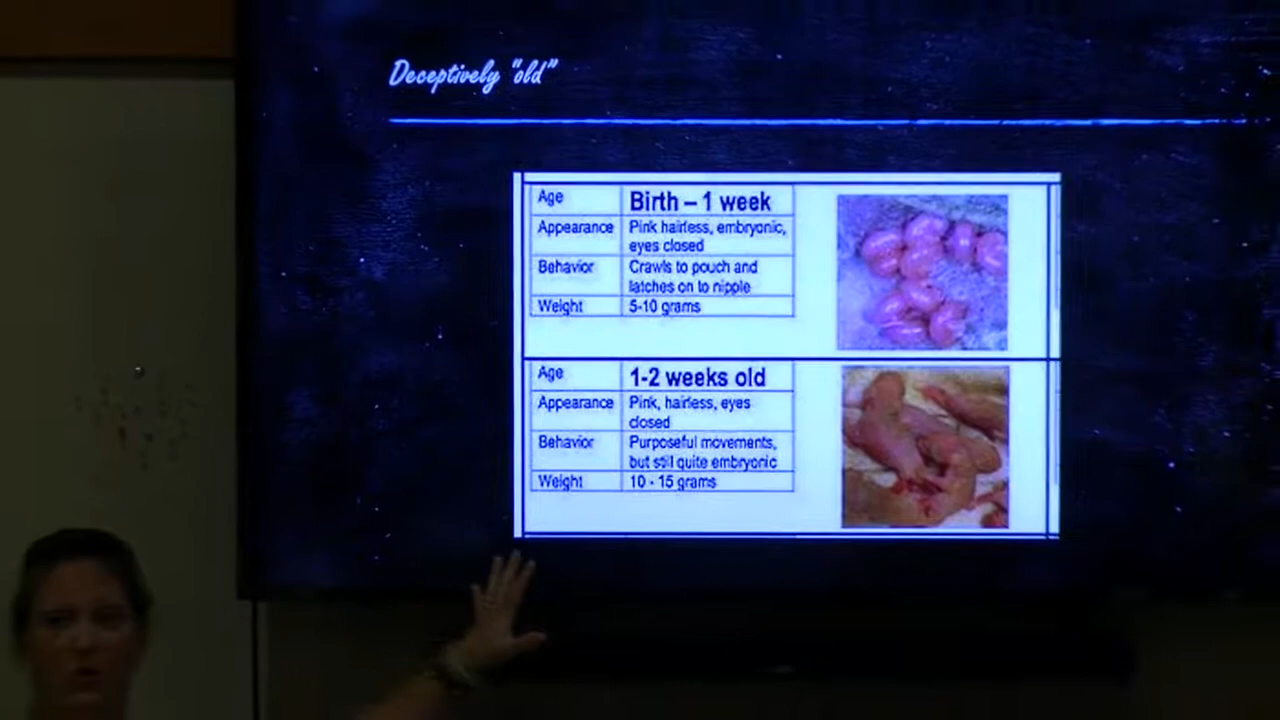 Deceptively "old"
Age Birth – 1 week
Appearance Pink hairless, embryonic,
eyes closed
Behavior Crawls to pouch and
latches on to nipple
Weight 5-10 grams
Age 1-2 weeks old
Appearance Pink, hairless, eyes
closed
Behavior Purposeful movements,
but still quite embryonic
Weight 10 - 15 grams